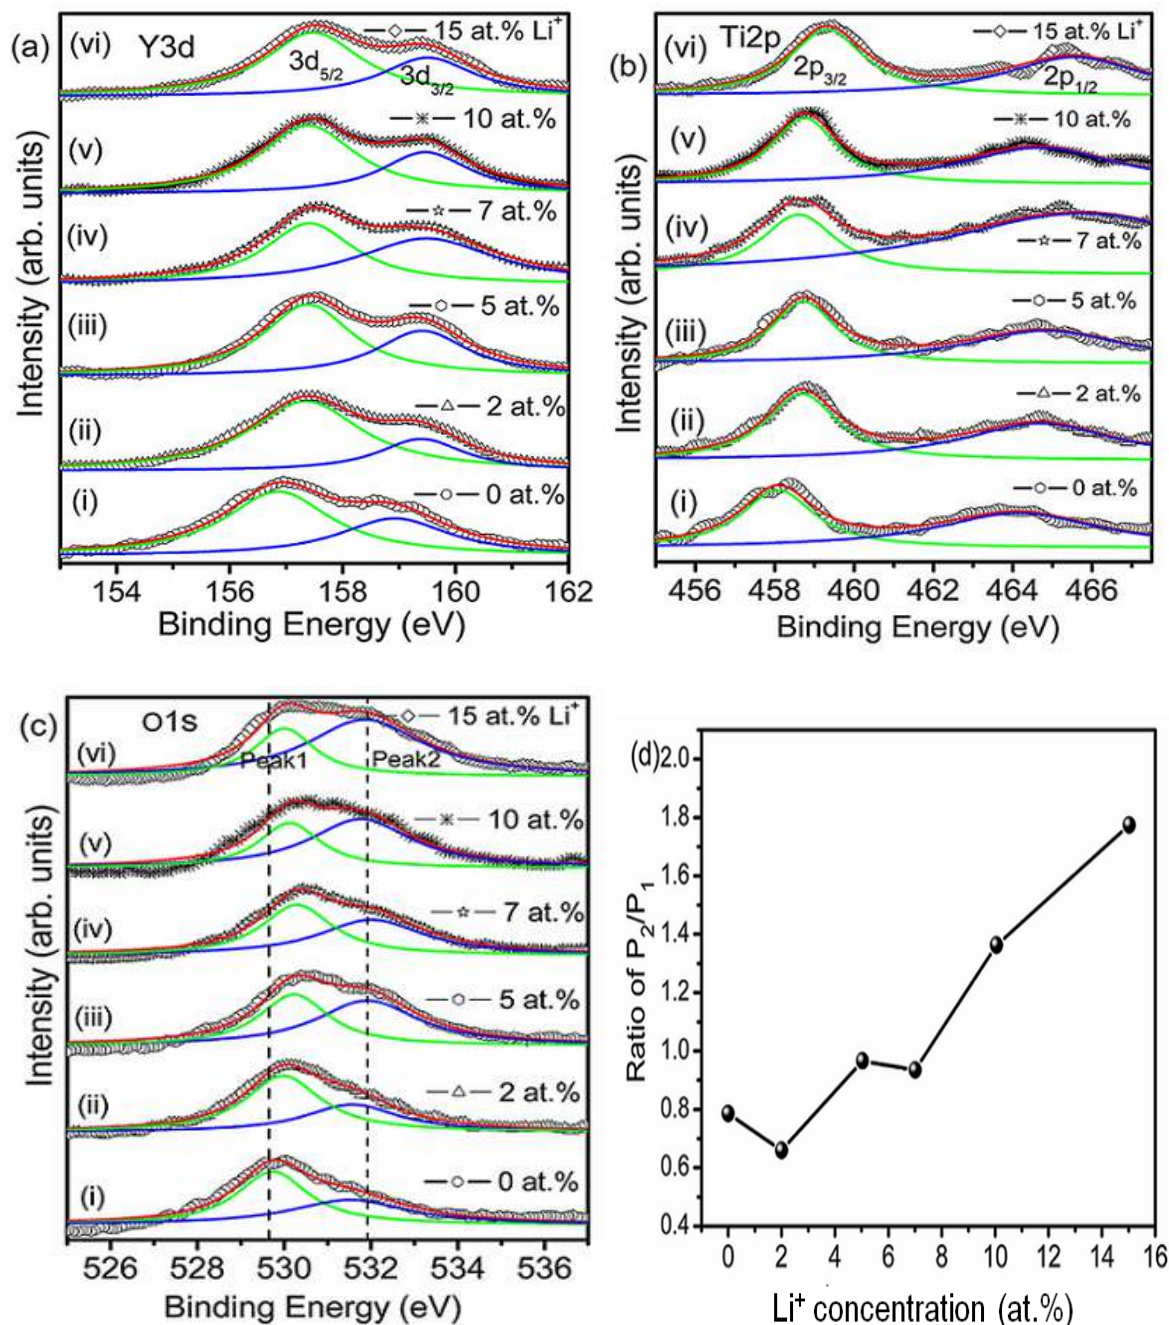 (a)
(vi)
Y3d
15 at.% Li⁺
3d₅/₂
3d₃/₂
(v)
10 at.%
(iv)
7 at.%
(iii)
5 at.%
(ii)
2 at.%
(i)
0 at.%
Intensity (arb. units)
154 156 158 160 162
Binding Energy (eV)
(b)
(vi)
Ti2p
15 at.% Li⁺
2p₃/₂
2p₁/₂
(v)
10 at.%
(iv)
7 at.%
(iii)
5 at.%
(ii)
2 at.%
(i)
0 at.%
Intensity (arb. units)
456 458 460 462 464 466
Binding Energy (eV)
(c)
O1s
15 at.% Li⁺
(vi)
Peak1
Peak2
(v)
10 at.%
(iv)
7 at.%
(iii)
5 at.%
(ii)
2 at.%
(i)
0 at.%
Intensity (arb. units)
526 528 530 532 534 536
Binding Energy (eV)
(d)
2.0
1.8
1.6
1.4
1.2
1.0
0.8
0.6
0.4
Ratio of P₂/P₁
0 2 4 6 8 10 12 14 16
Li⁺ concentration (at.%)